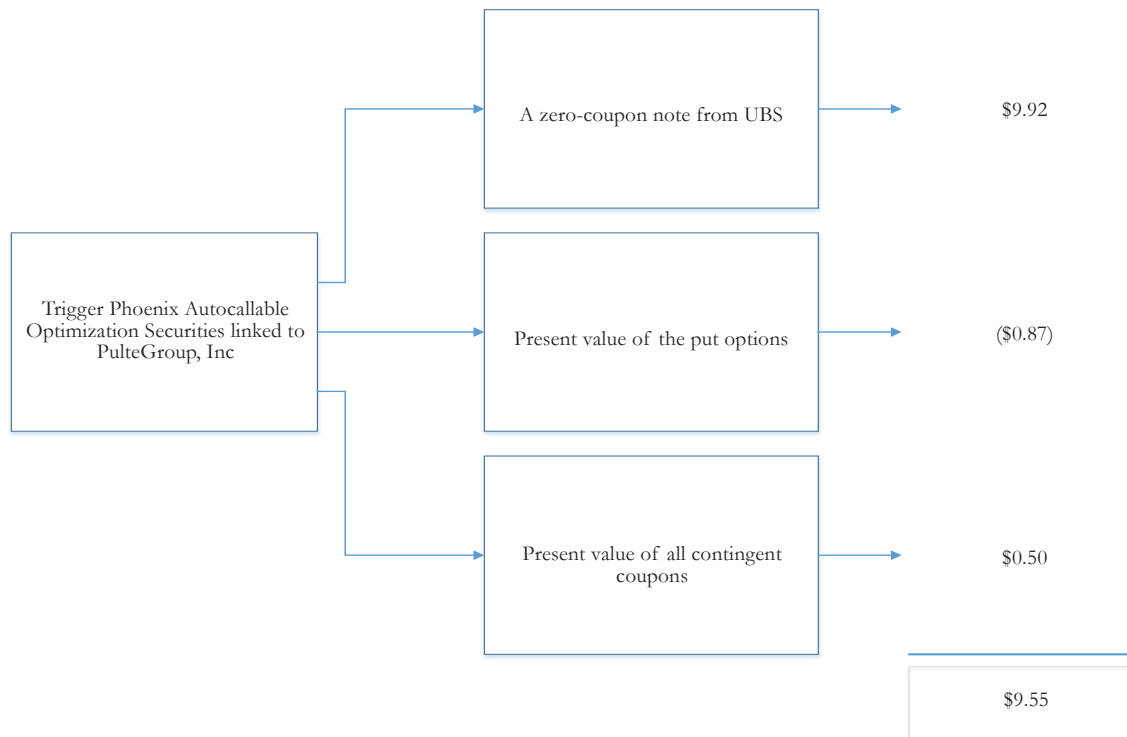 A zero-coupon note from UBS
$9.92
Trigger Phoenix Autocallable
Optimization Securities linked to
PulteGroup, Inc
Present value of the put options
($0.87)
Present value of all contingent
coupons
$0.50
$9.55